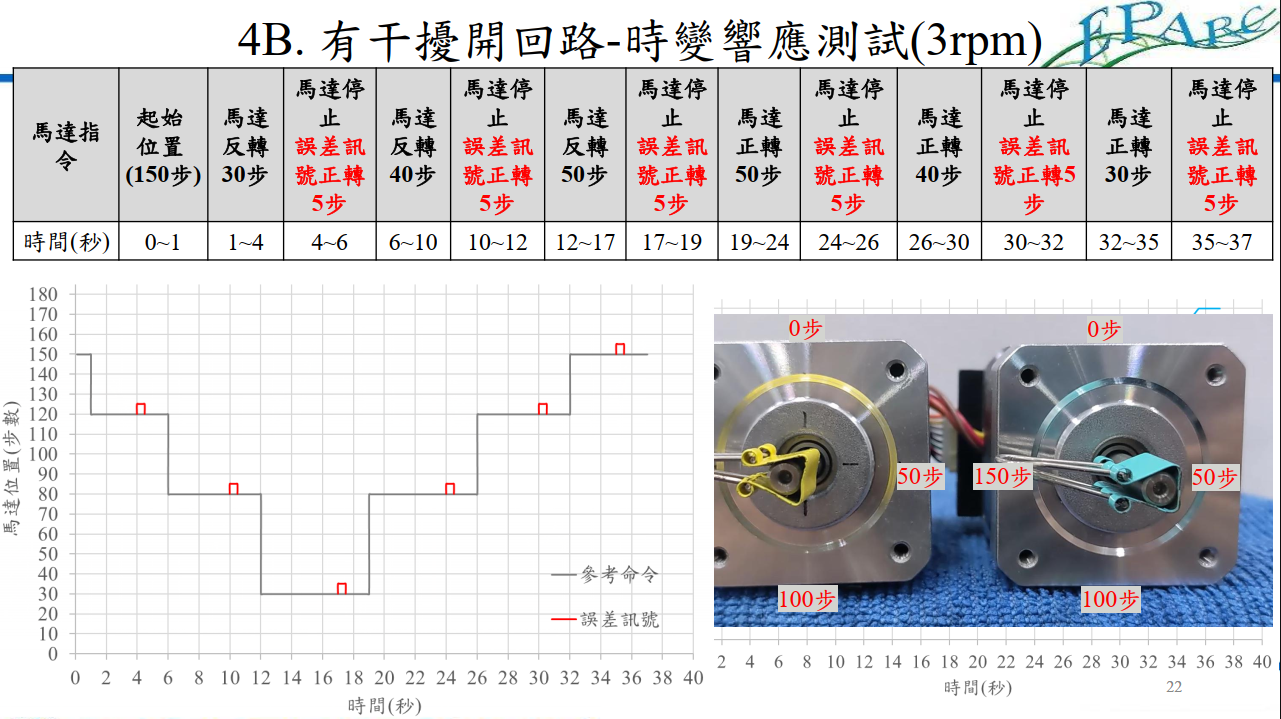 4B. 有干擾開回路-時變響應測試(3rpm)
EPARC
馬達指
令
起始
位置
(150步)
馬達
反轉
30步
馬達停
止
誤差訊
號正轉
5步
馬達
反轉
40步
馬達停
止
誤差訊
號正轉
5步
馬達
反轉
50步
馬達停
止
誤差訊
號正轉
5步
馬達
正轉
50步
馬達停
止
誤差訊
號正轉
5步
馬達
正轉
40步
馬達停
止
誤差訊
號正轉5
步
馬達
正轉
30步
馬達停
止
誤差訊
號正轉
5步
時間(秒) 0~1 1~4 4~6 6~10 10~12 12~17 17~19 19~24 24~26 26~30 30~32 32~35 35~37
馬達位置(步數)
180
170
160
150
140
130
120
110
100
90
80
70
60
50
40
30
20
10
0
參考命令
誤差訊號
0 2 4 6 8 10 12 14 16 18 20 22 24 26 28 30 32 34 36 38 40
時間(秒)
0步 0步
50步 150步 50步
100步 100步
2 4 6 8 10 12 14 16 18 20 22 24 26 28 30 32 34 36 38 40
時間(秒)
22